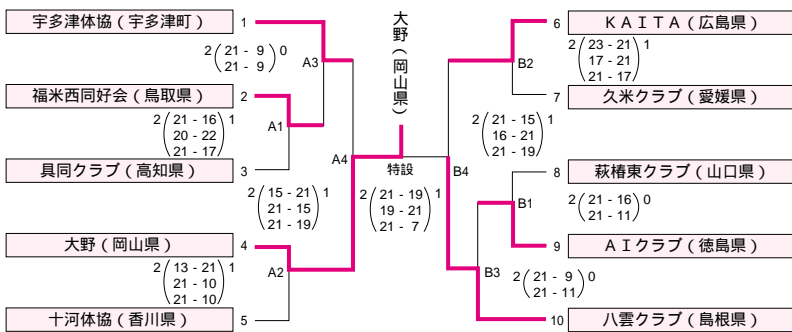 宇多津体協（宇多津町）
1
2(21 - 9)0
21 - 9
A3
福米西同好会（鳥取県）
2
2(21 - 16)1
20 - 22
21 - 17
A1
具同クラブ（高知県）
3
A4
2(15 - 21)1
21 - 15
21 - 19
大野（岡山県）
4
2(13 - 21)1
21 - 10
21 - 10
A2
十河体協（香川県）
5
大野（岡山県）
特設
2(21 - 19)1
19 - 21
21 - 7
6
ＫＡＩＴＡ（広島県）
2(23 - 21)1
17 - 21
21 - 17
B2
7
久米クラブ（愛媛県）
2(21 - 15)1
16 - 21
21 - 19
B4
8
萩椿東クラブ（山口県）
2(21 - 16)0
21 - 11
B1
9
ＡＩクラブ（徳島県）
B3
2(21 - 9)0
21 - 11
10
八雲クラブ（島根県）